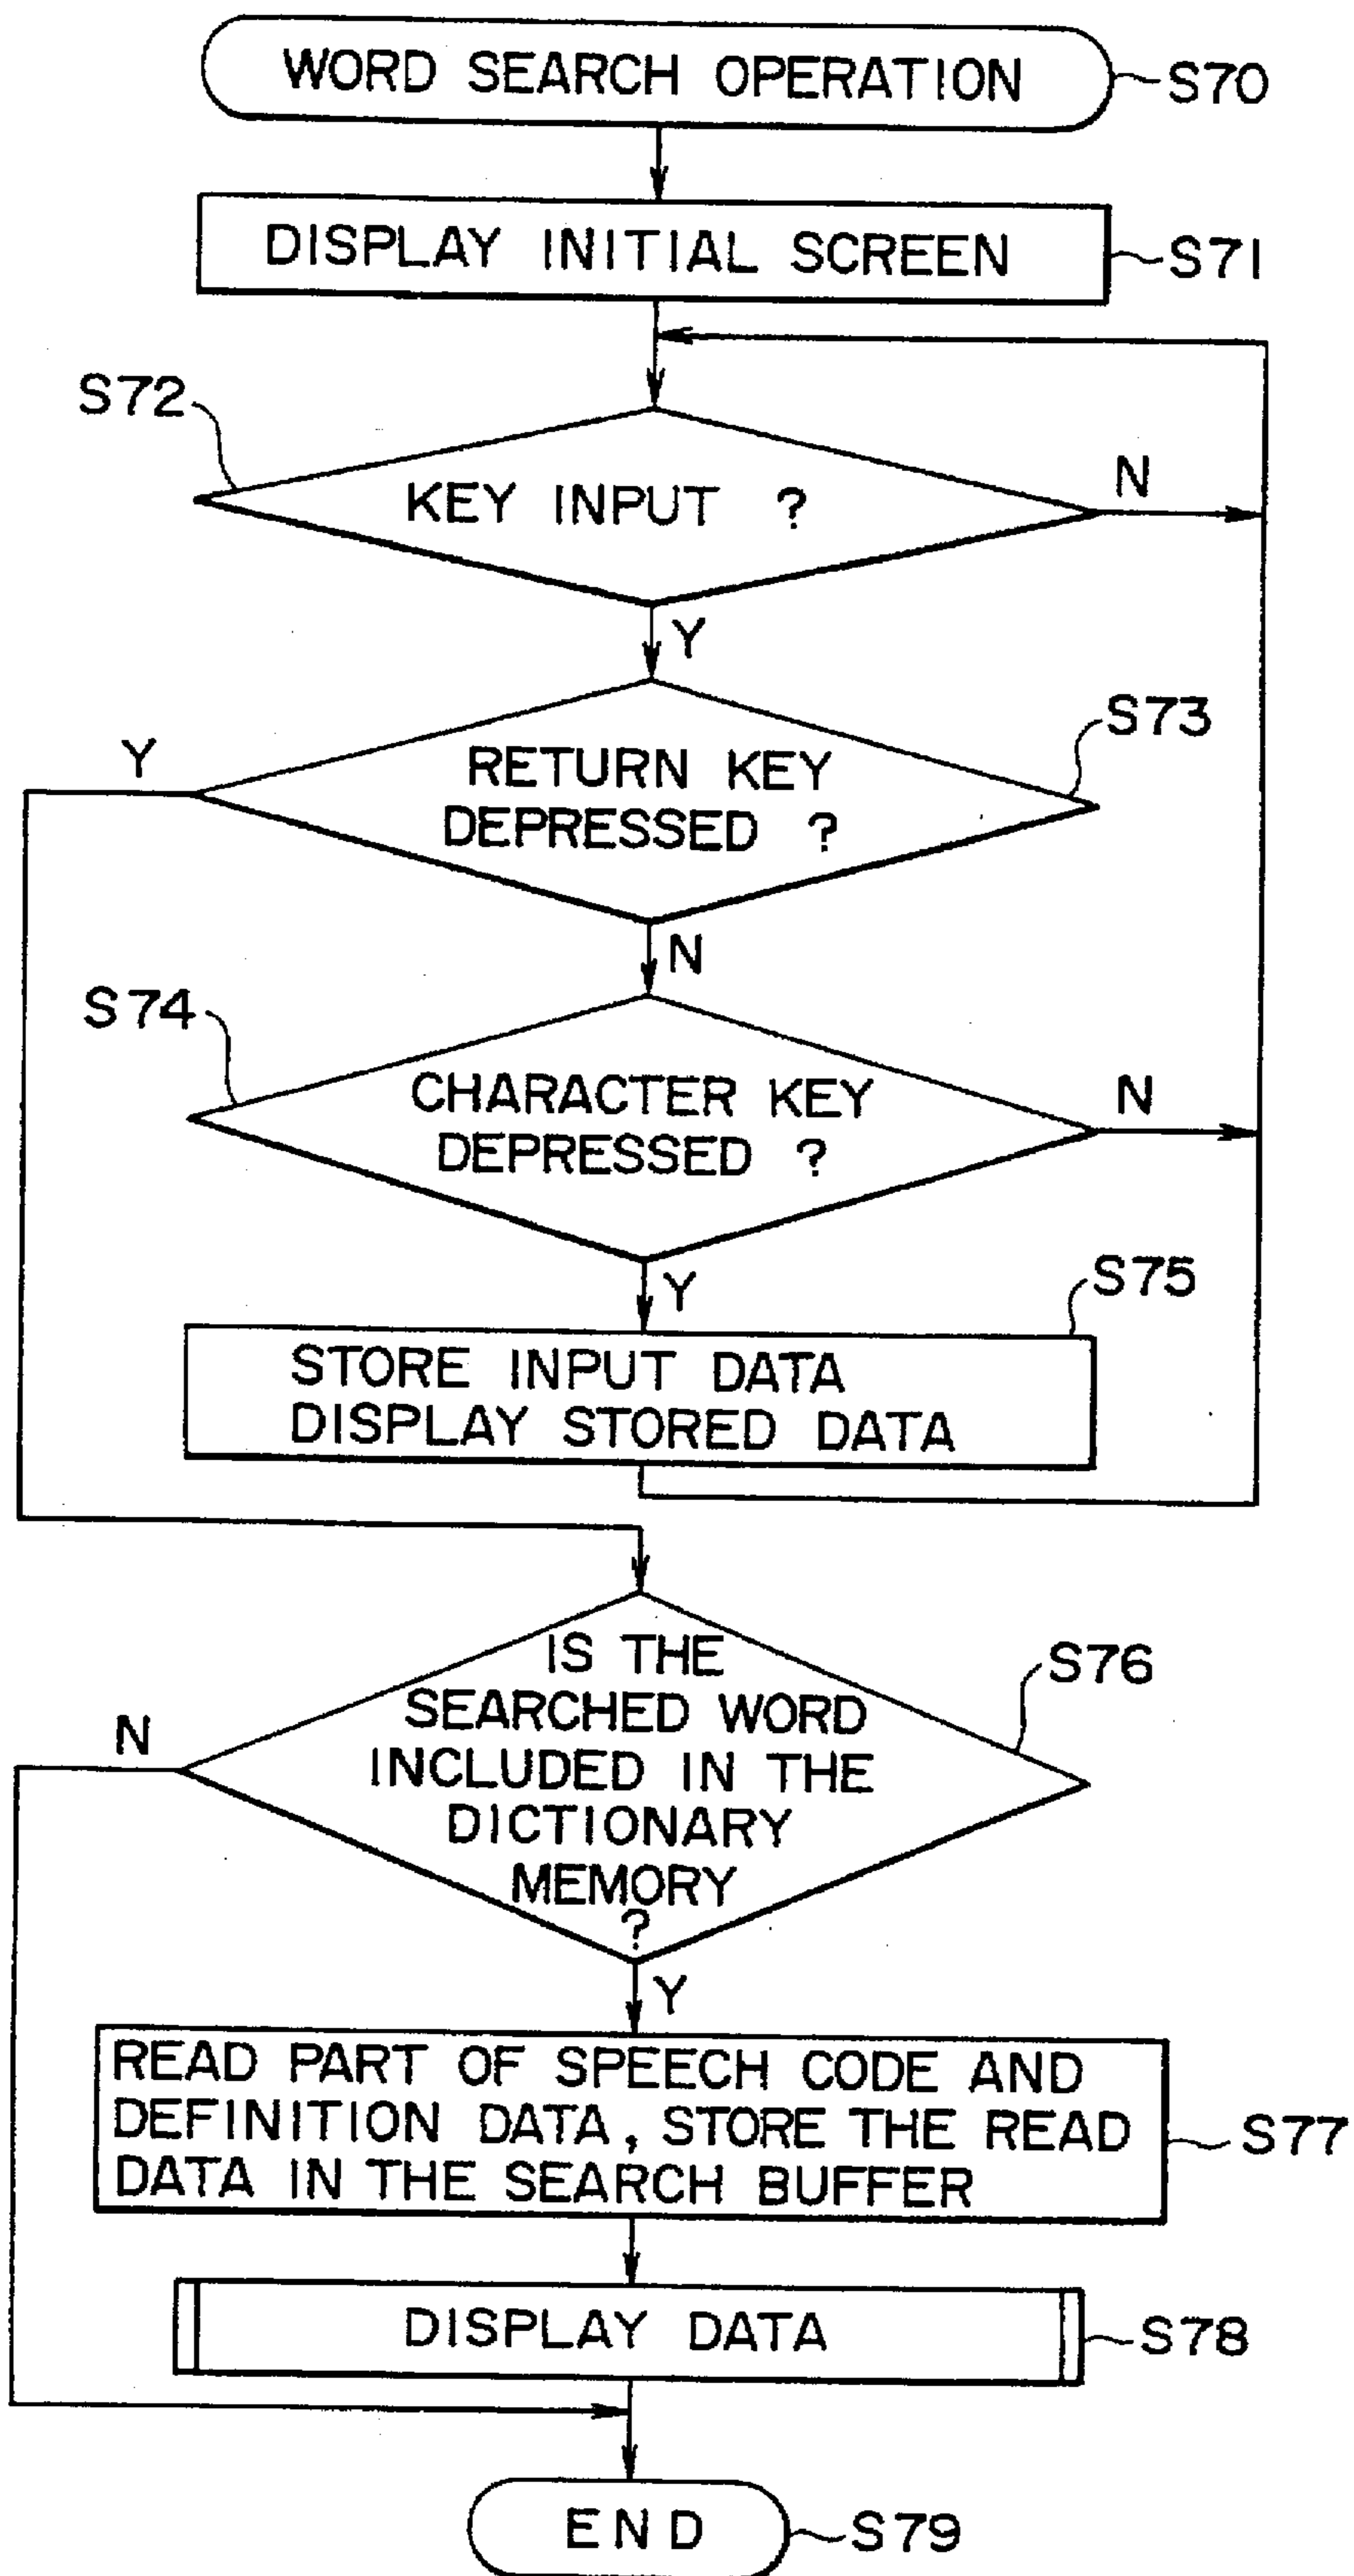 WORD SEARCH OPERATION
S70
DISPLAY INITIAL SCREEN
S71
S72
KEY INPUT ?
N
Y
S73
Y
RETURN KEY
DEPRESSED ?
N
S74
CHARACTER KEY
DEPRESSED ?
N
Y
S75
STORE INPUT DATA
DISPLAY STORED DATA
S76
N
IS THE
SEARCHED WORD
INCLUDED IN THE
DICTIONARY
MEMORY
?
Y
READ PART OF SPEECH CODE AND
DEFINITION DATA, STORE THE READ
DATA IN THE SEARCH BUFFER
S77
DISPLAY DATA
S78
END
S79